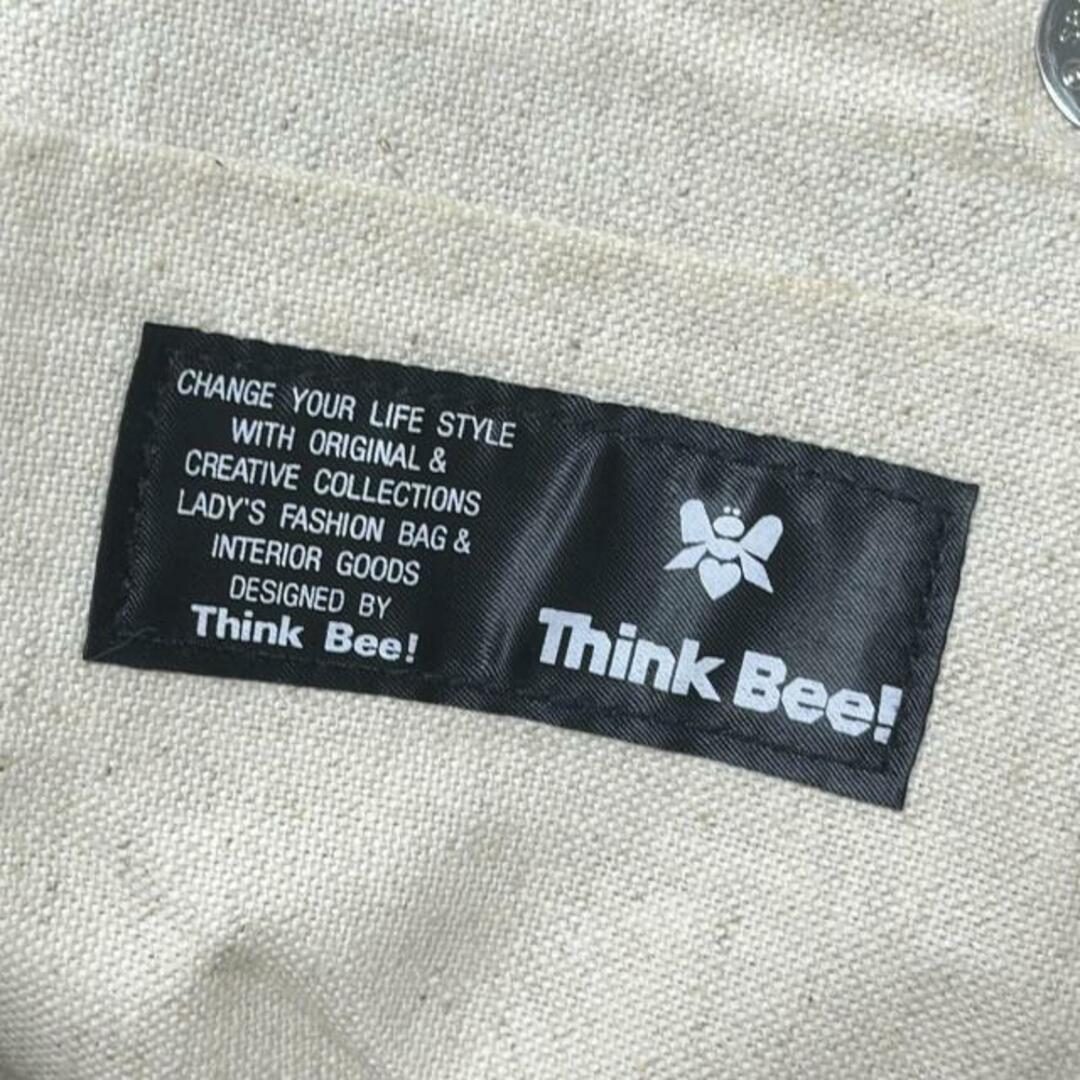 CHANGE YOUR LIFE STYLE
WITH ORIGINAL &
CREATIVE COLLECTIONS
LADY'S FASHION BAG &
INTERIOR GOODS
DESIGNED BY
Think Bee!
Think Bee!